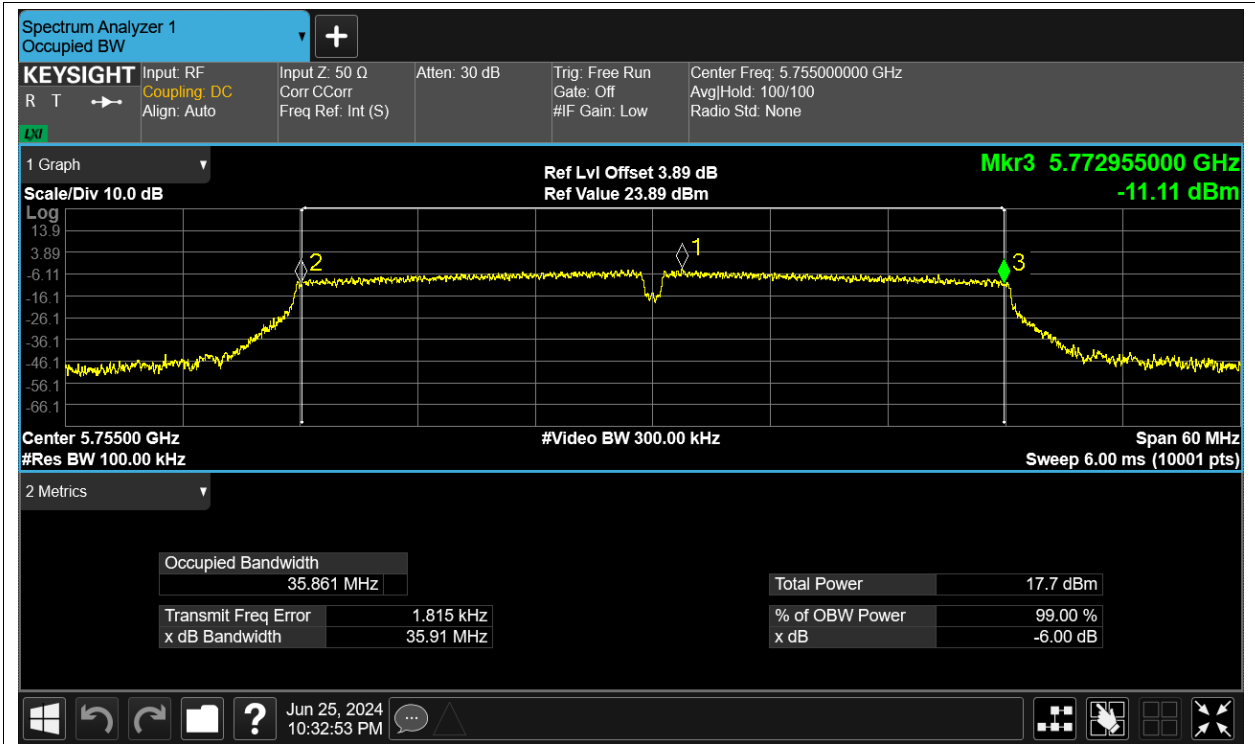 Spectrum Analyzer 1
Occupied BW
KEYSIGHT
R T
LXI
Input: RF
Coupling: DC
Align: Auto
Input Z: 50 Ω
Corr CCorr
Freq Ref: Int (S)
Atten: 30 dB
Trig: Free Run
Gate: Off
#IF Gain: Low
Center Freq: 5.755000000 GHz
Avg|Hold: 100/100
Radio Std: None
1 Graph
Scale/Div 10.0 dB
Ref Lvl Offset 3.89 dB
Ref Value 23.89 dBm
Mkr3 5.772955000 GHz
-11.11 dBm
Log
13.9
3.89
-6.11
-16.1
-26.1
-36.1
-46.1
-56.1
-66.1
2
1
3
Center 5.75500 GHz
#Res BW 100.00 kHz
#Video BW 300.00 kHz
Span 60 MHz
Sweep 6.00 ms (10001 pts)
2 Metrics
Occupied Bandwidth
35.861 MHz
Transmit Freq Error 1.815 kHz
x dB Bandwidth 35.91 MHz
Total Power 17.7 dBm
% of OBW Power 99.00 %
x dB -6.00 dB
?
Jun 25, 2024
10:32:53 PM